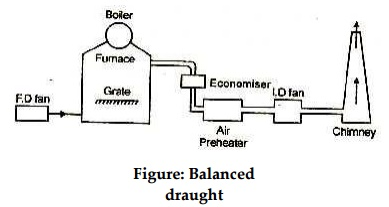 Boiler
Furnace
Grate
F.D fan
Economiser
I.D fan
Air
Preheater
Chimney
Figure: Balanced
draught